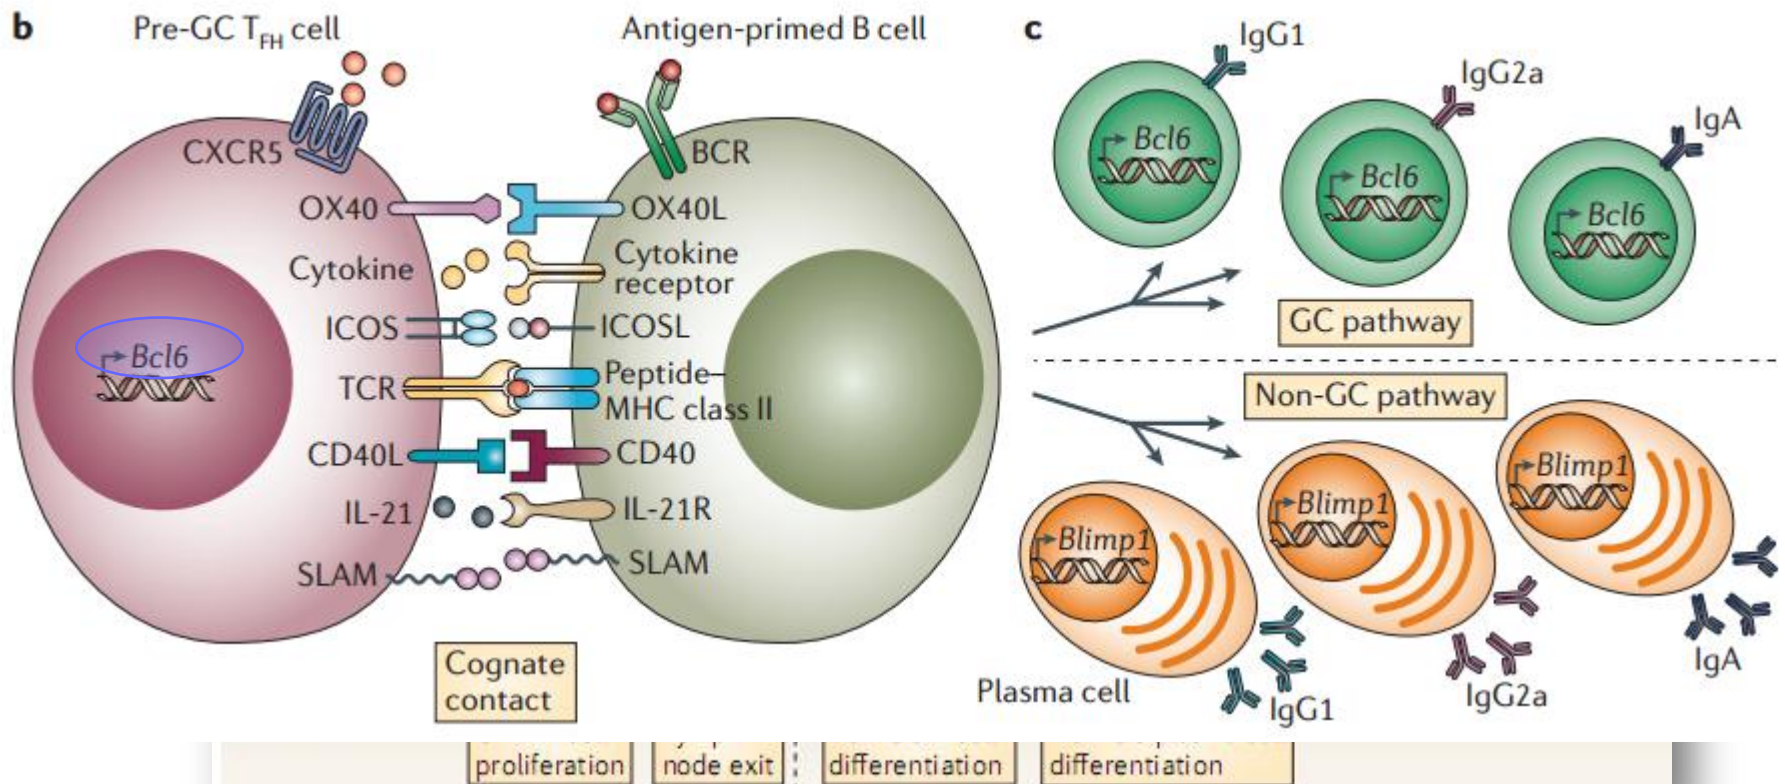 b
Pre-GC TFH cell
Antigen-primed B cell
CXCR5
BCR
OX40
OX40L
Cytokine
Cytokine
receptor
ICOS
ICOSL
Bcl6
TCR
Peptide–
MHC class II
CD40L
CD40
IL-21
IL-21R
SLAM
SLAM
Cognate
contact
c
IgG1
IgG2a
IgA
Bcl6
Bcl6
Bcl6
GC pathway
Non-GC pathway
Blimp1
Blimp1
Blimp1
Plasma cell
IgG1
IgG2a
IgA
proliferation
node exit
differentiation
differentiation